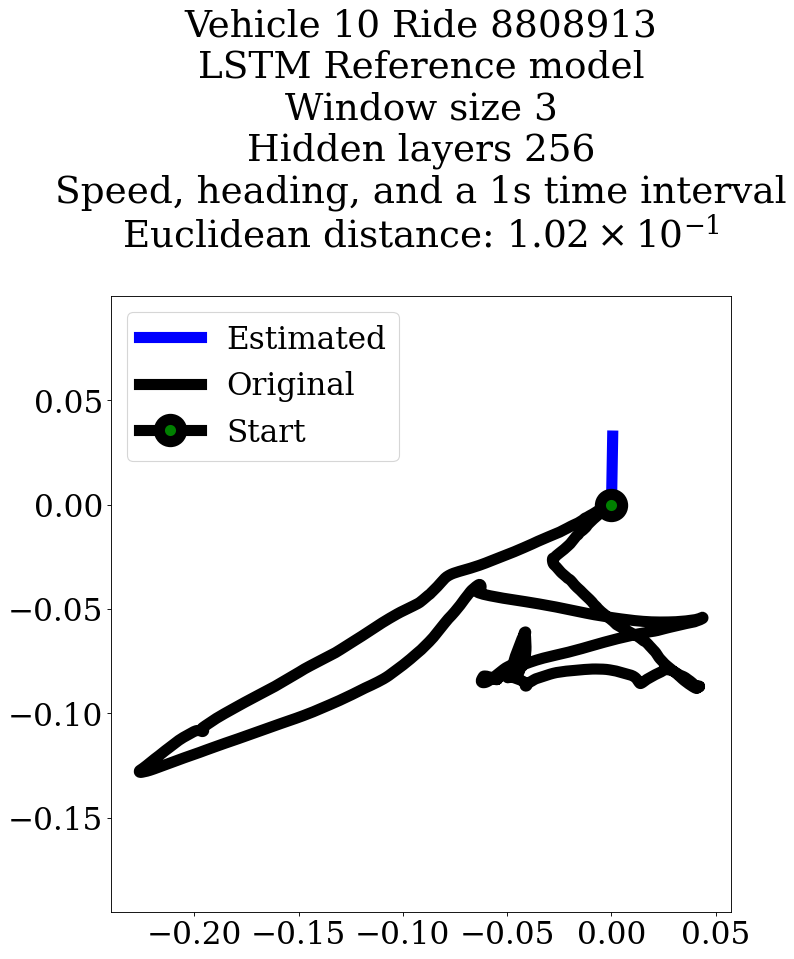 Vehicle 10 Ride 8808913
LSTM Reference model
Window size 3
Hidden layers 256
Speed, heading, and a 1s time interval
Euclidean distance: 1.02 × 10⁻¹
Estimated
Original
Start
0.05
0.00
−0.05
−0.10
−0.15
−0.20 −0.15 −0.10 −0.05 0.00 0.05